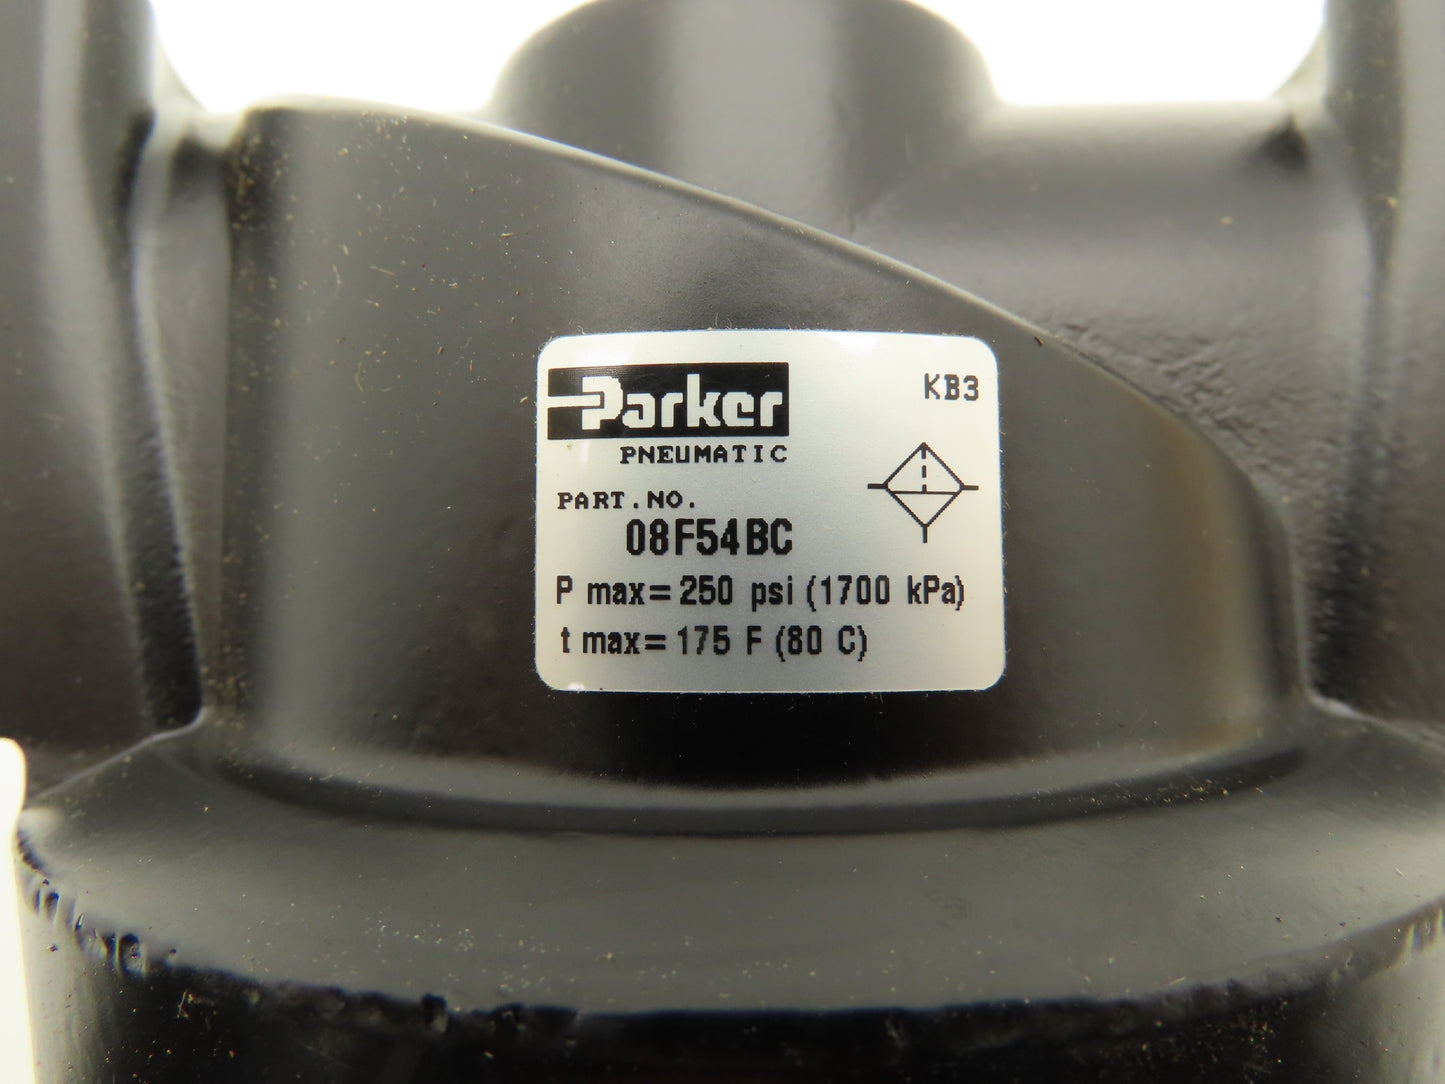 Parker
KB3
PNEUMATIC
PART.NO.
08F54BC
P max= 250 psi (1700 kPa)
t max= 175 F (80 C)